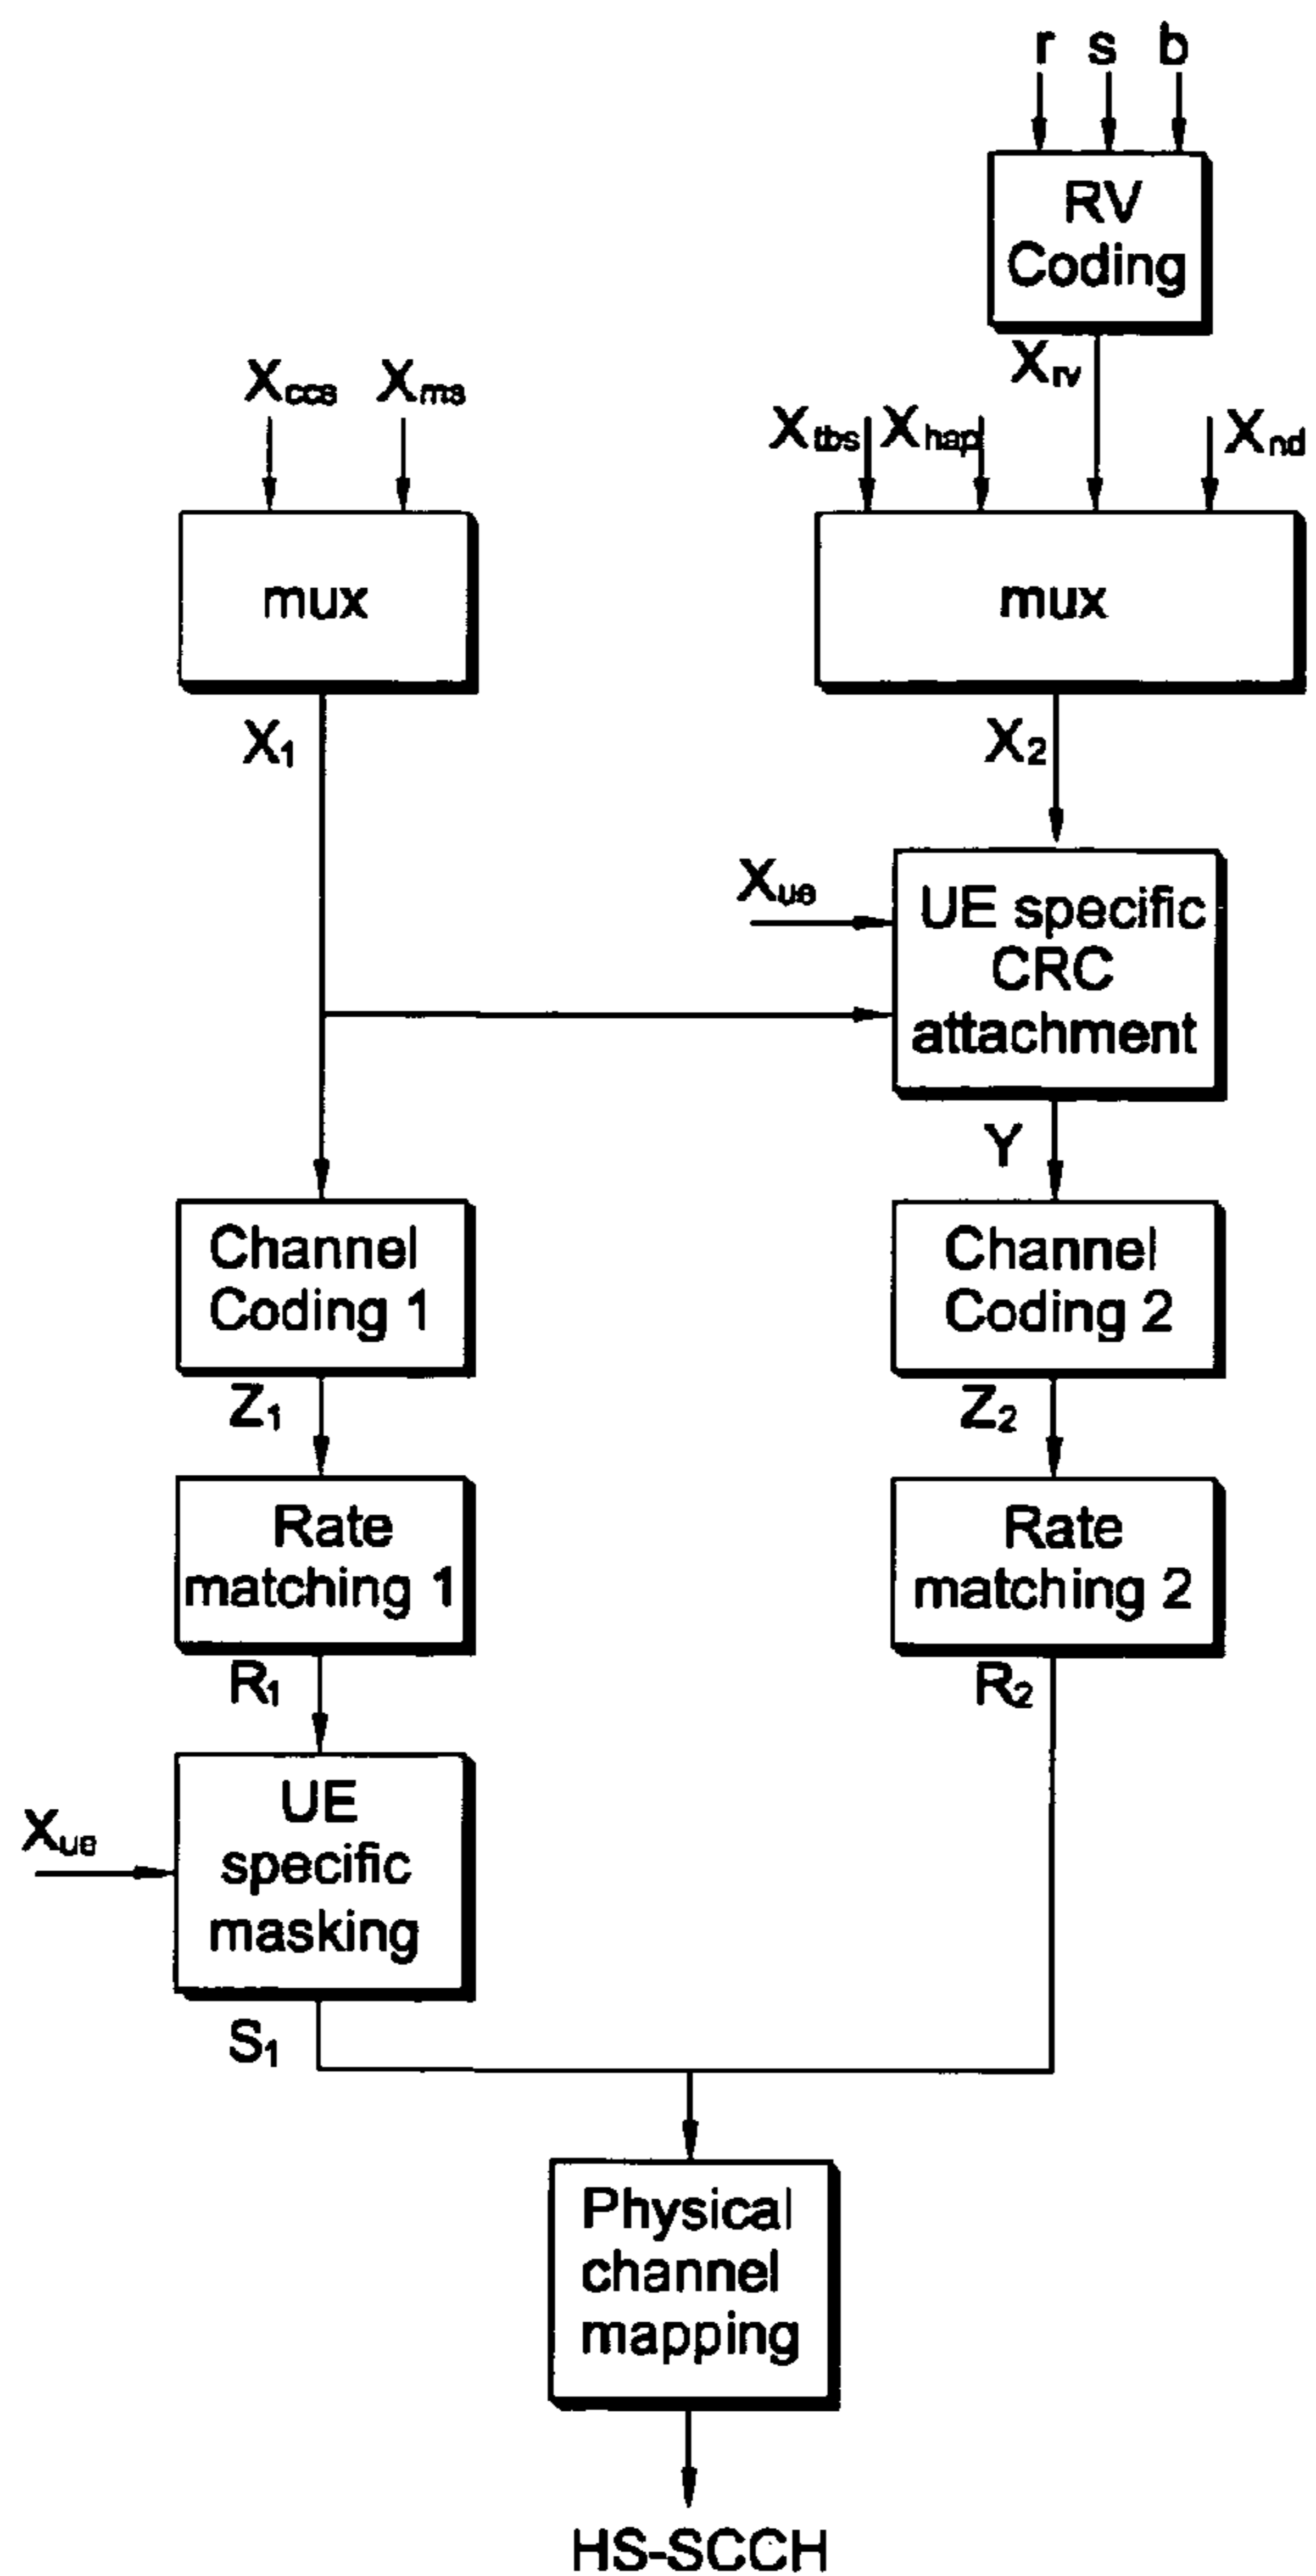 r s b
RV
Coding
Xrv
Xccs Xms
Xtbs Xhap Xnd
mux
mux
X1
X2
Xue
UE specific
CRC
attachment
Y
Channel
Coding 1
Channel
Coding 2
Z1
Z2
Rate
matching 1
Rate
matching 2
R1
R2
Xue
UE
specific
masking
S1
Physical
channel
mapping
HS-SCCH